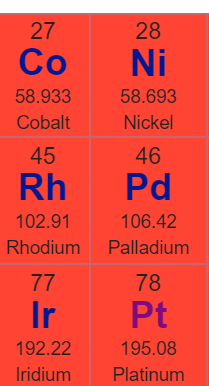 27 28
Co Ni
58.933 58.693
Cobalt Nickel
45 46
Rh Pd
102.91 106.42
Rhodium Palladium
77 78
Ir Pt
192.22 195.08
Iridium Platinum